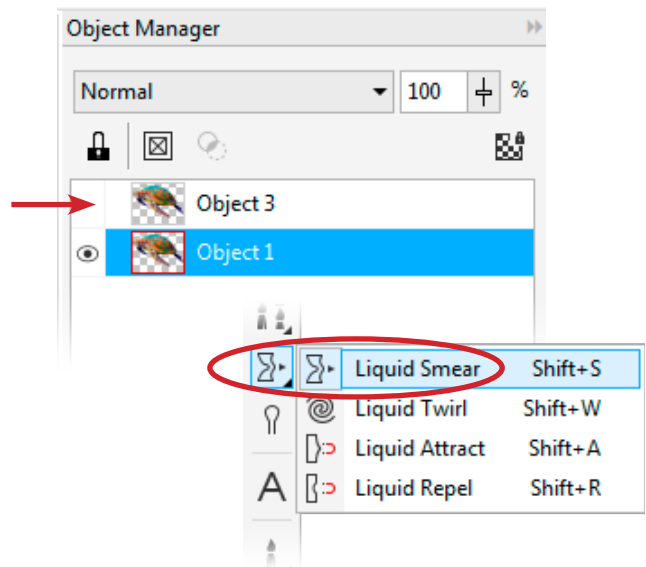 Object Manager
Normal 100 %
Object 3
Object 1
Liquid Smear Shift+S
Liquid Twirl Shift+W
Liquid Attract Shift+A
A
Liquid Repel Shift+R